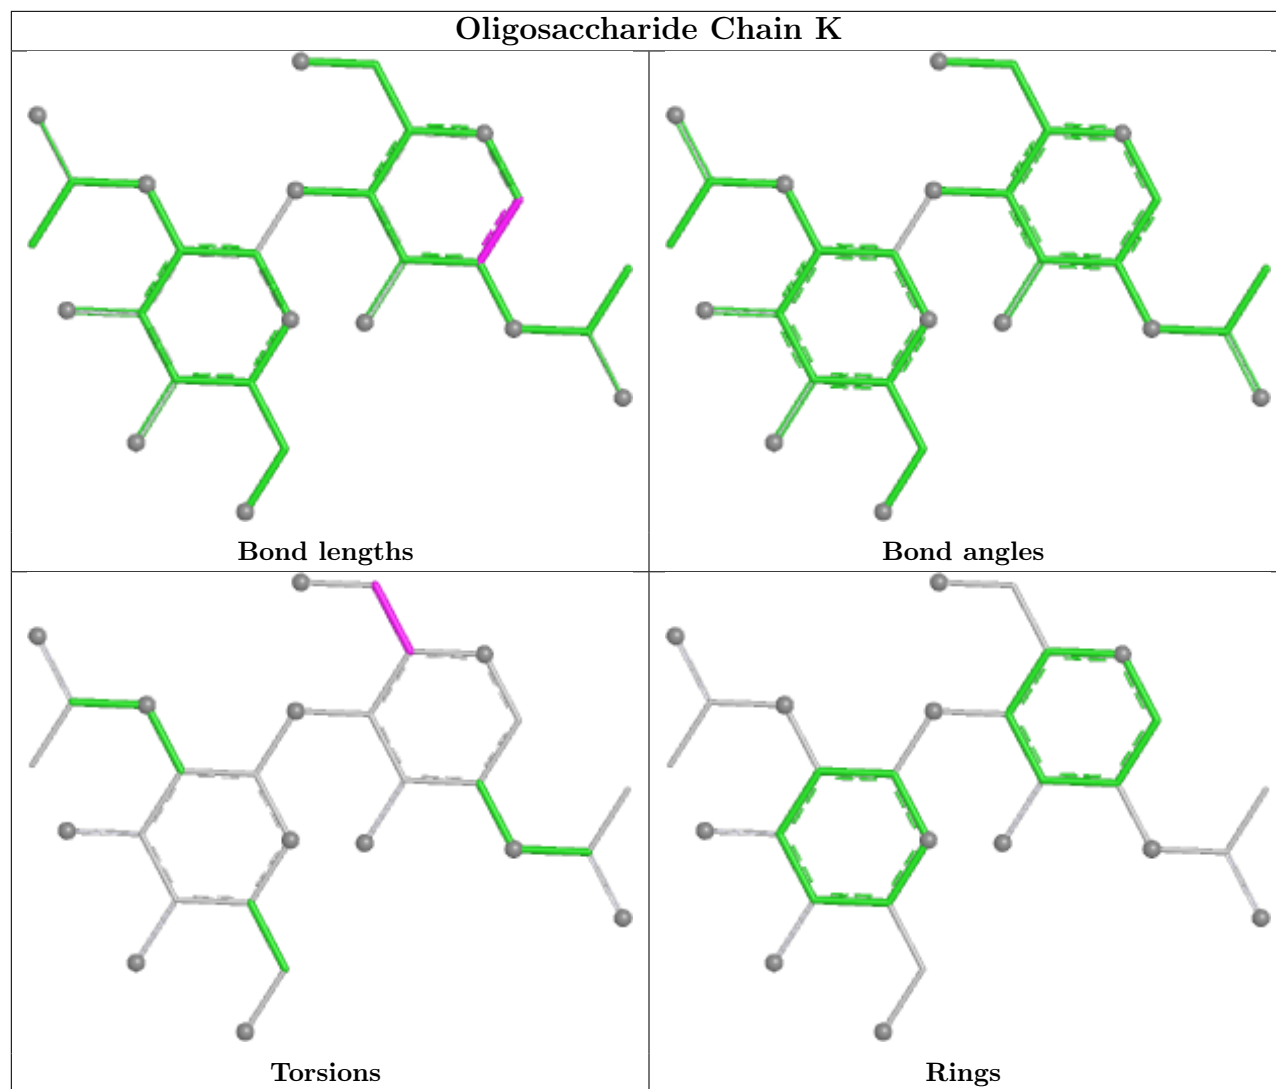 Oligosaccharide Chain K
Bond lengths
Bond angles
Torsions
Rings